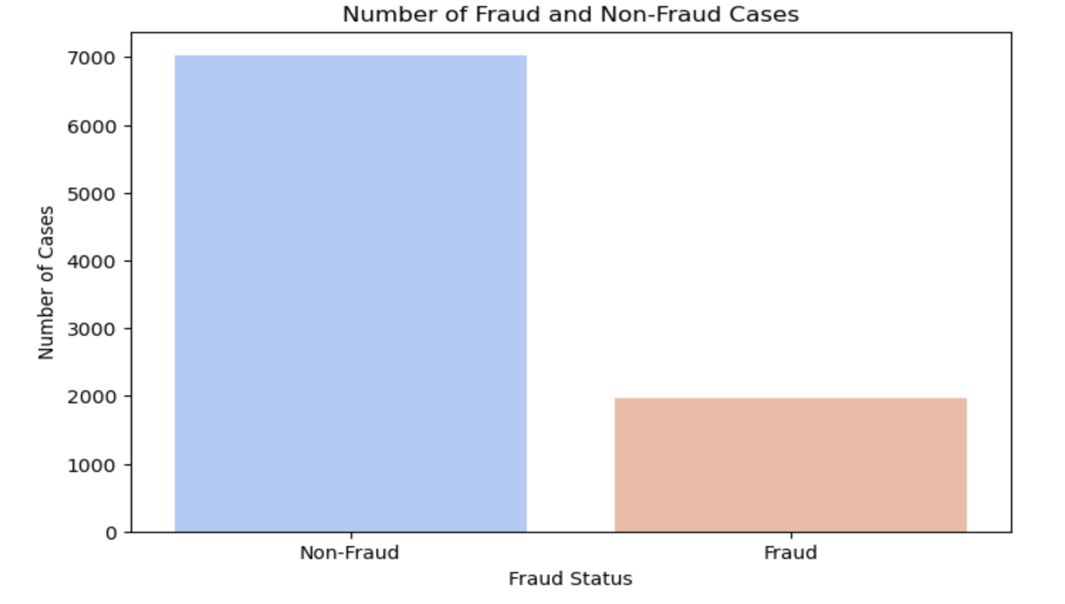 Number of Fraud and Non-Fraud Cases
7000
6000
5000
4000
3000
2000
1000
0
Number of Cases
Non-Fraud
Fraud
Fraud Status